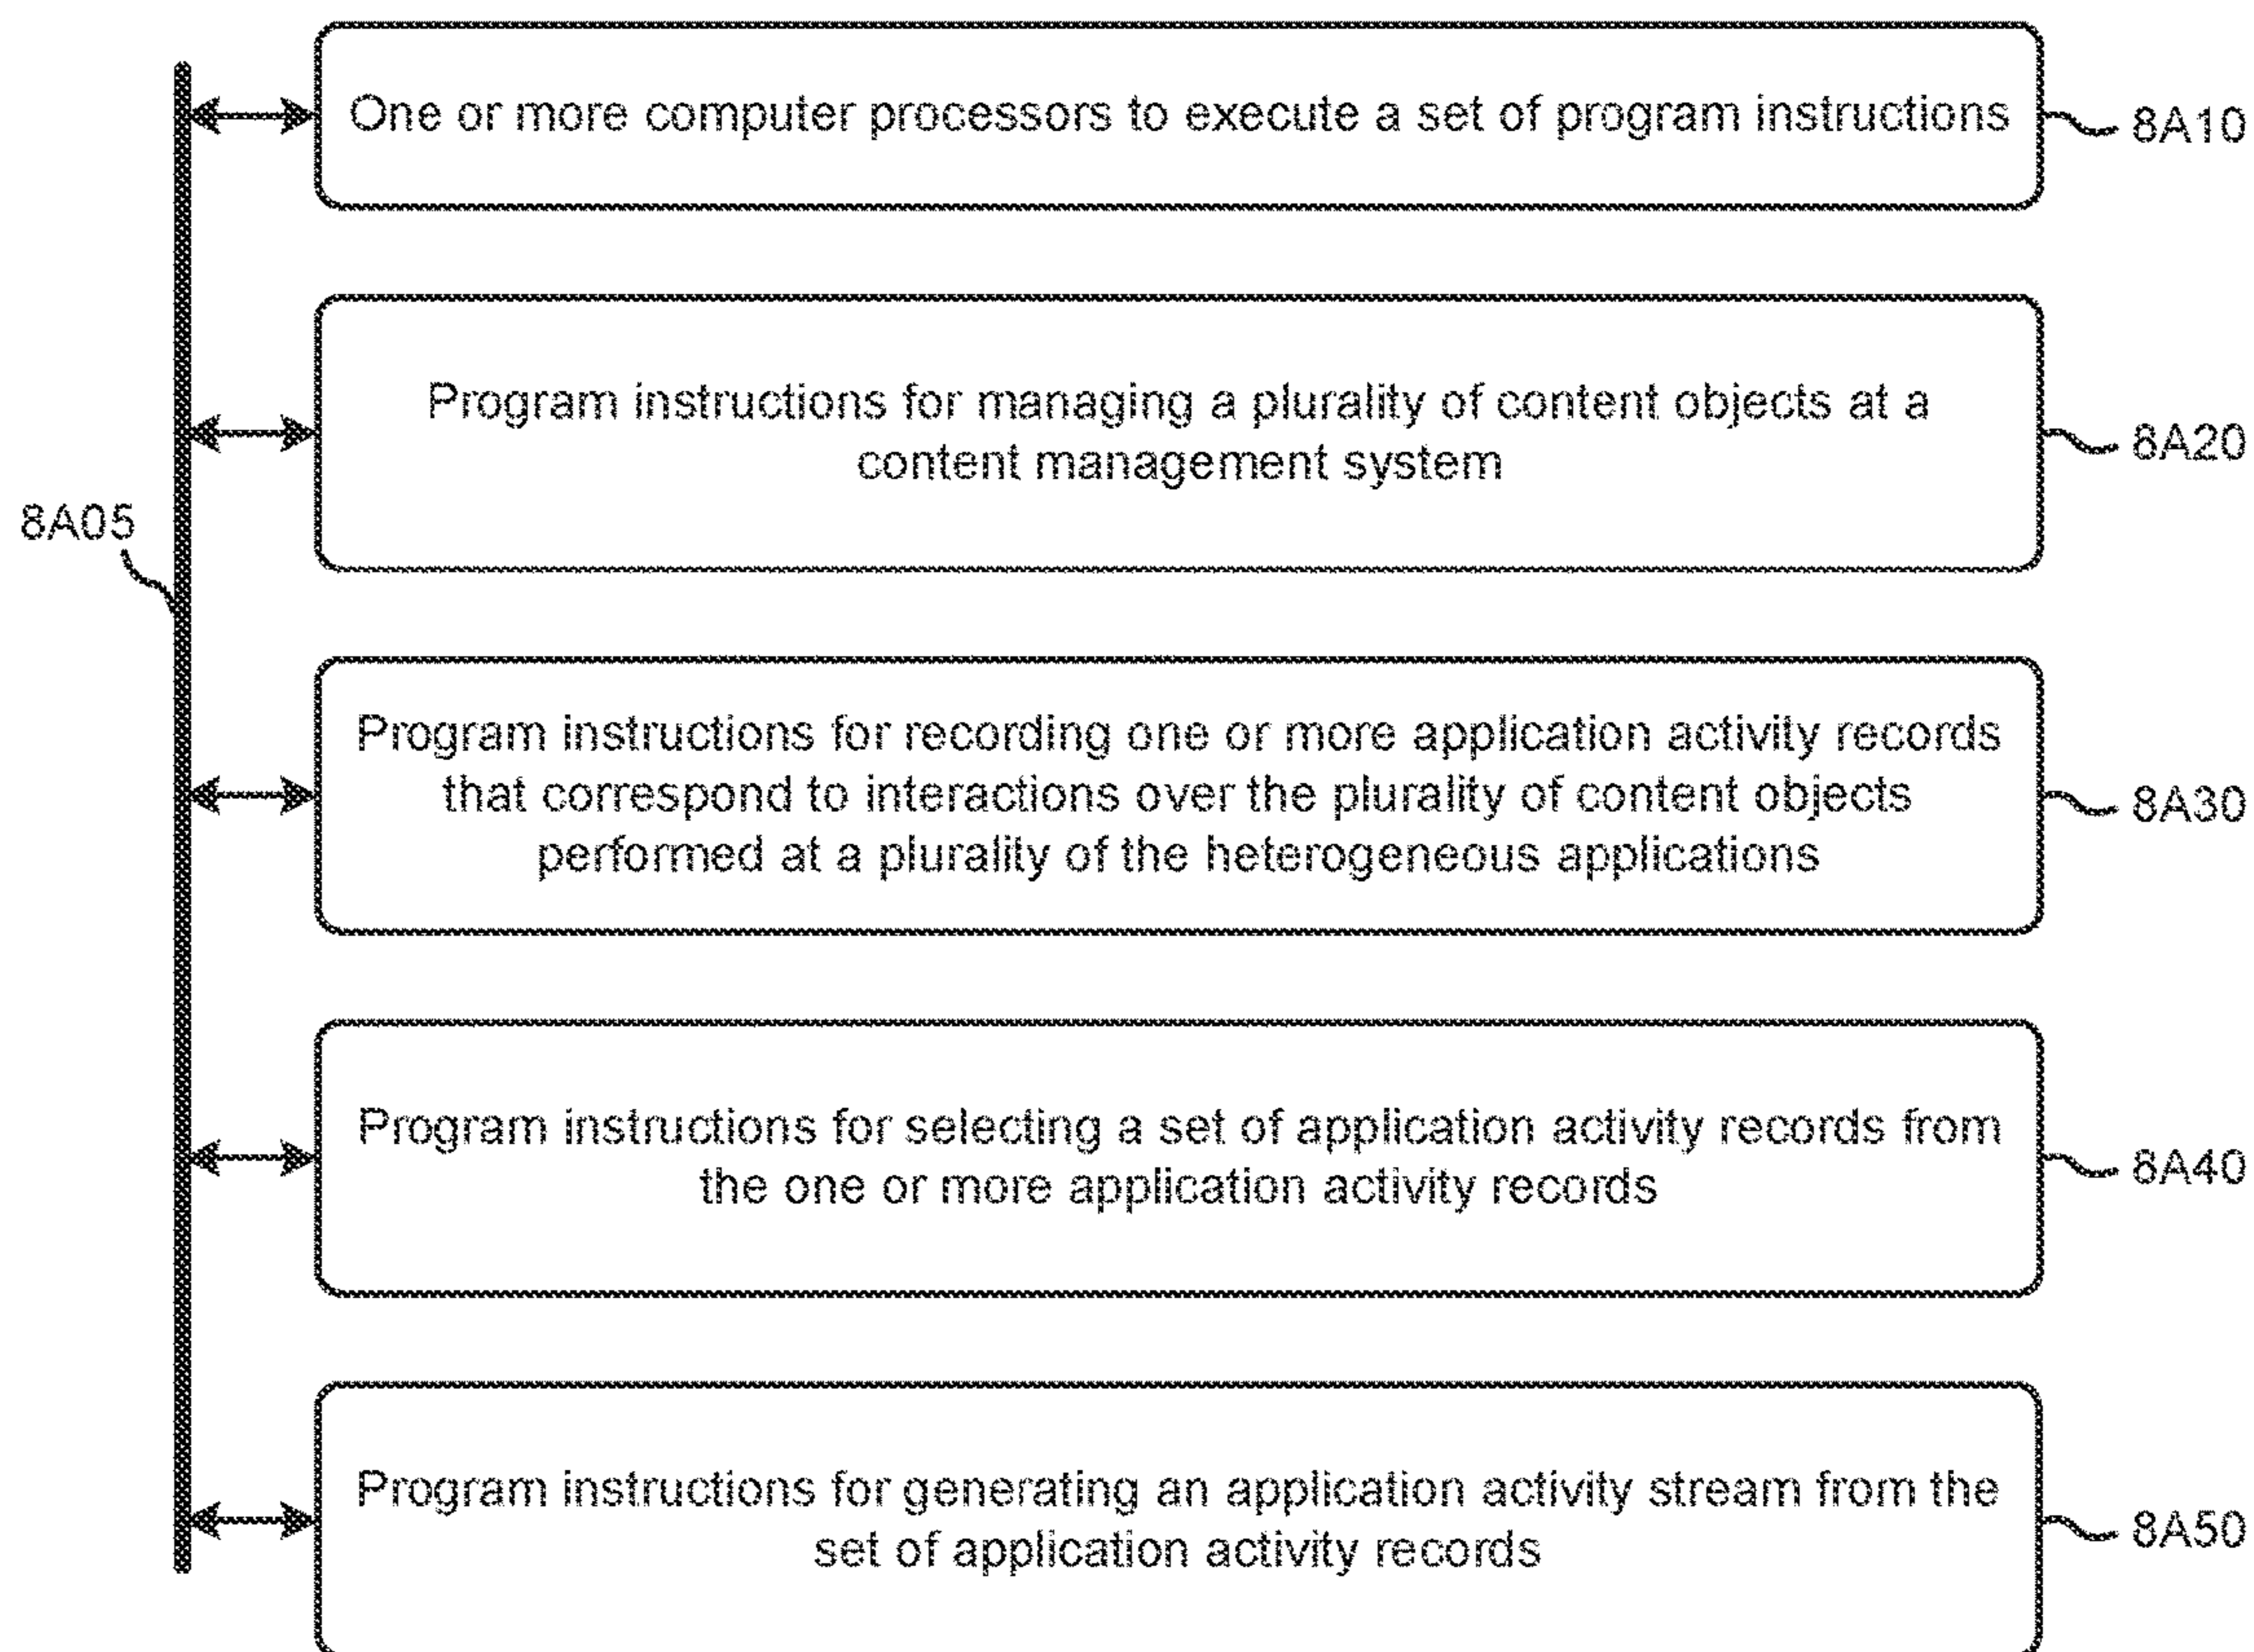 One or more computer processors to execute a set of program instructions
8A10
Program instructions for managing a plurality of content objects at a
content management system
8A20
8A05
Program instructions for recording one or more application activity records
that correspond to interactions over the plurality of content objects
performed at a plurality of the heterogeneous applications
8A30
Program instructions for selecting a set of application activity records from
the one or more application activity records
8A40
Program instructions for generating an application activity stream from the
set of application activity records
8A50